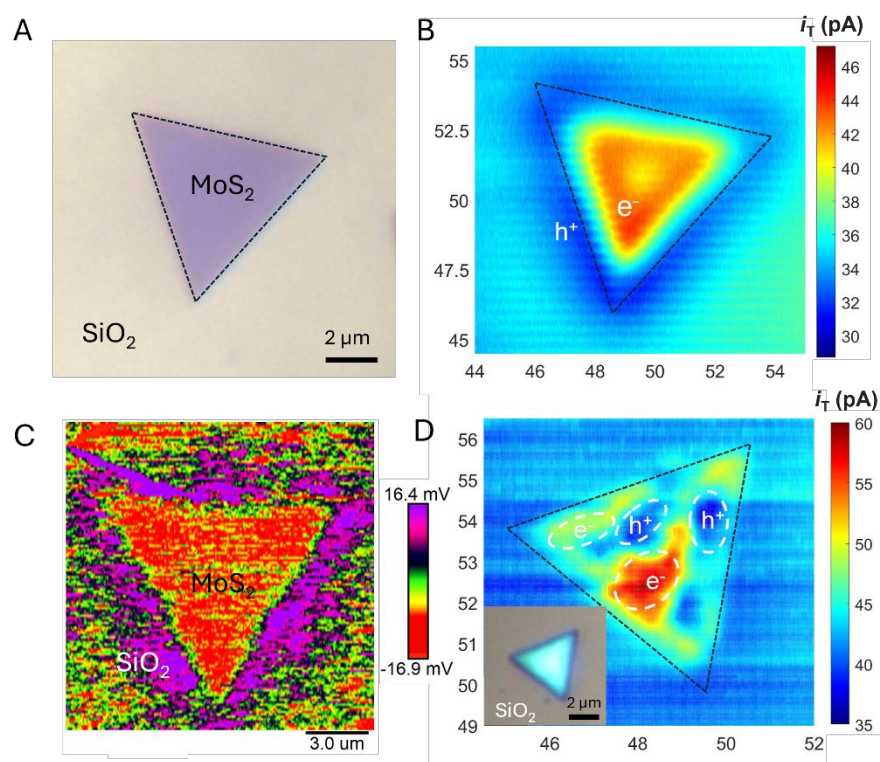 A
MoS2
SiO2
2 µm
B
iT (pA)
55
52.5
50
47.5
45
44
46
48
50
52
54
e-
h+
46
44
42
40
38
36
34
32
30
C
MoS2
SiO2
16.4 mV
-16.9 mV
3.0 um
D
iT (pA)
56
55
54
53
52
51
50
49
46
48
50
52
e-
h+
h+
e-
SiO2
2 µm
60
55
50
45
40
35